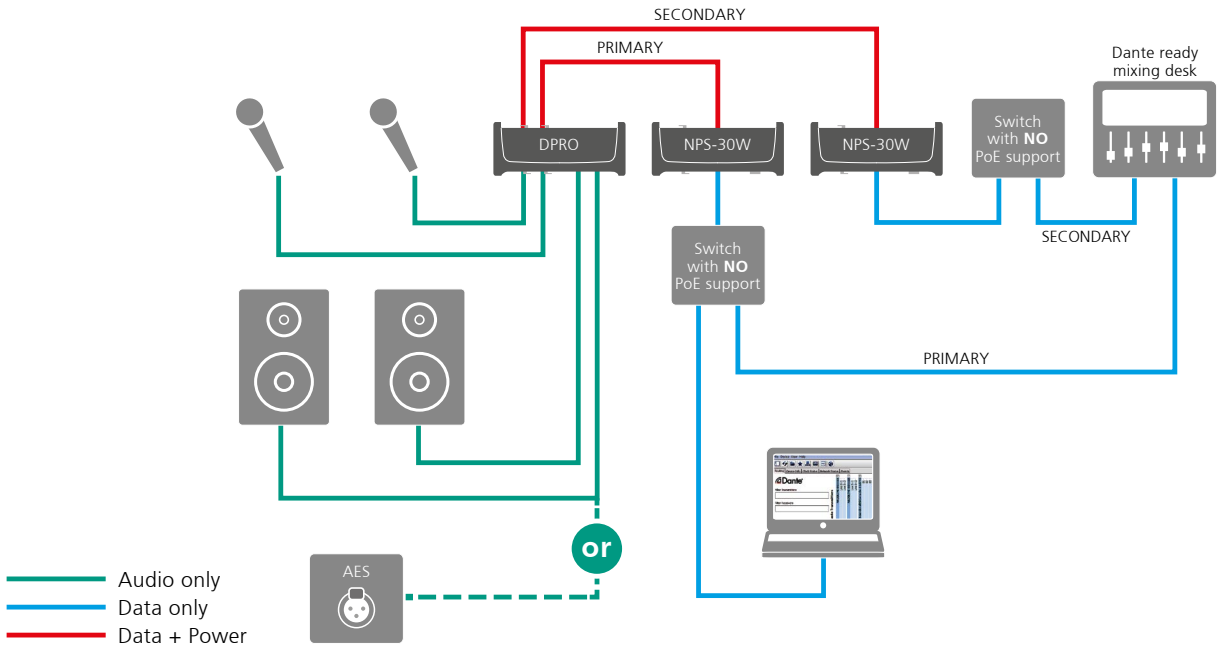 SECONDARY
PRIMARY
Dante ready
mixing desk
DPRO
NPS-30W
NPS-30W
Switch
with NO
PoE support
SECONDARY
Switch
with NO
PoE support
PRIMARY
Dante
or
AES
Audio only
Data only
Data + Power